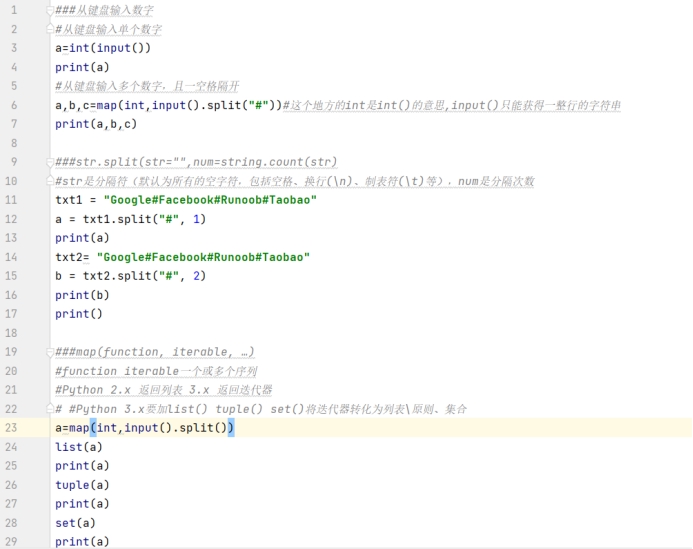 1 ###从键盘输入数字
2 #从键盘输入单个数字
3 a=int(input())
4 print(a)
5 #从键盘输入多个数字，且一空格隔开
6 a,b,c=map(int,input().split("#"))#这个地方的int是int()的意思,input()只能获得一整行的字符串
7 print(a,b,c)
8
9 ###str.split(str="",num=string.count(str)
10 #str是分隔符（默认为所有的空字符，包括空格、换行(\n)、制表符(\t)等），num是分隔次数
11 txt1 = "Google#Facebook#Runoob#Taobao"
12 a = txt1.split("#", 1)
13 print(a)
14 txt2= "Google#Facebook#Runoob#Taobao"
15 b = txt2.split("#", 2)
16 print(b)
17 print()
18
19 ###map(function, iterable, …)
20 #function iterable一个或多个序列
21 #Python 2.x 返回列表 3.x 返回迭代器
22 # #Python 3.x要加list() tuple() set()将迭代器转化为列表\原则、集合
23 a=map(int,input().split())
24 list(a)
25 print(a)
26 tuple(a)
27 print(a)
28 set(a)
29 print(a)